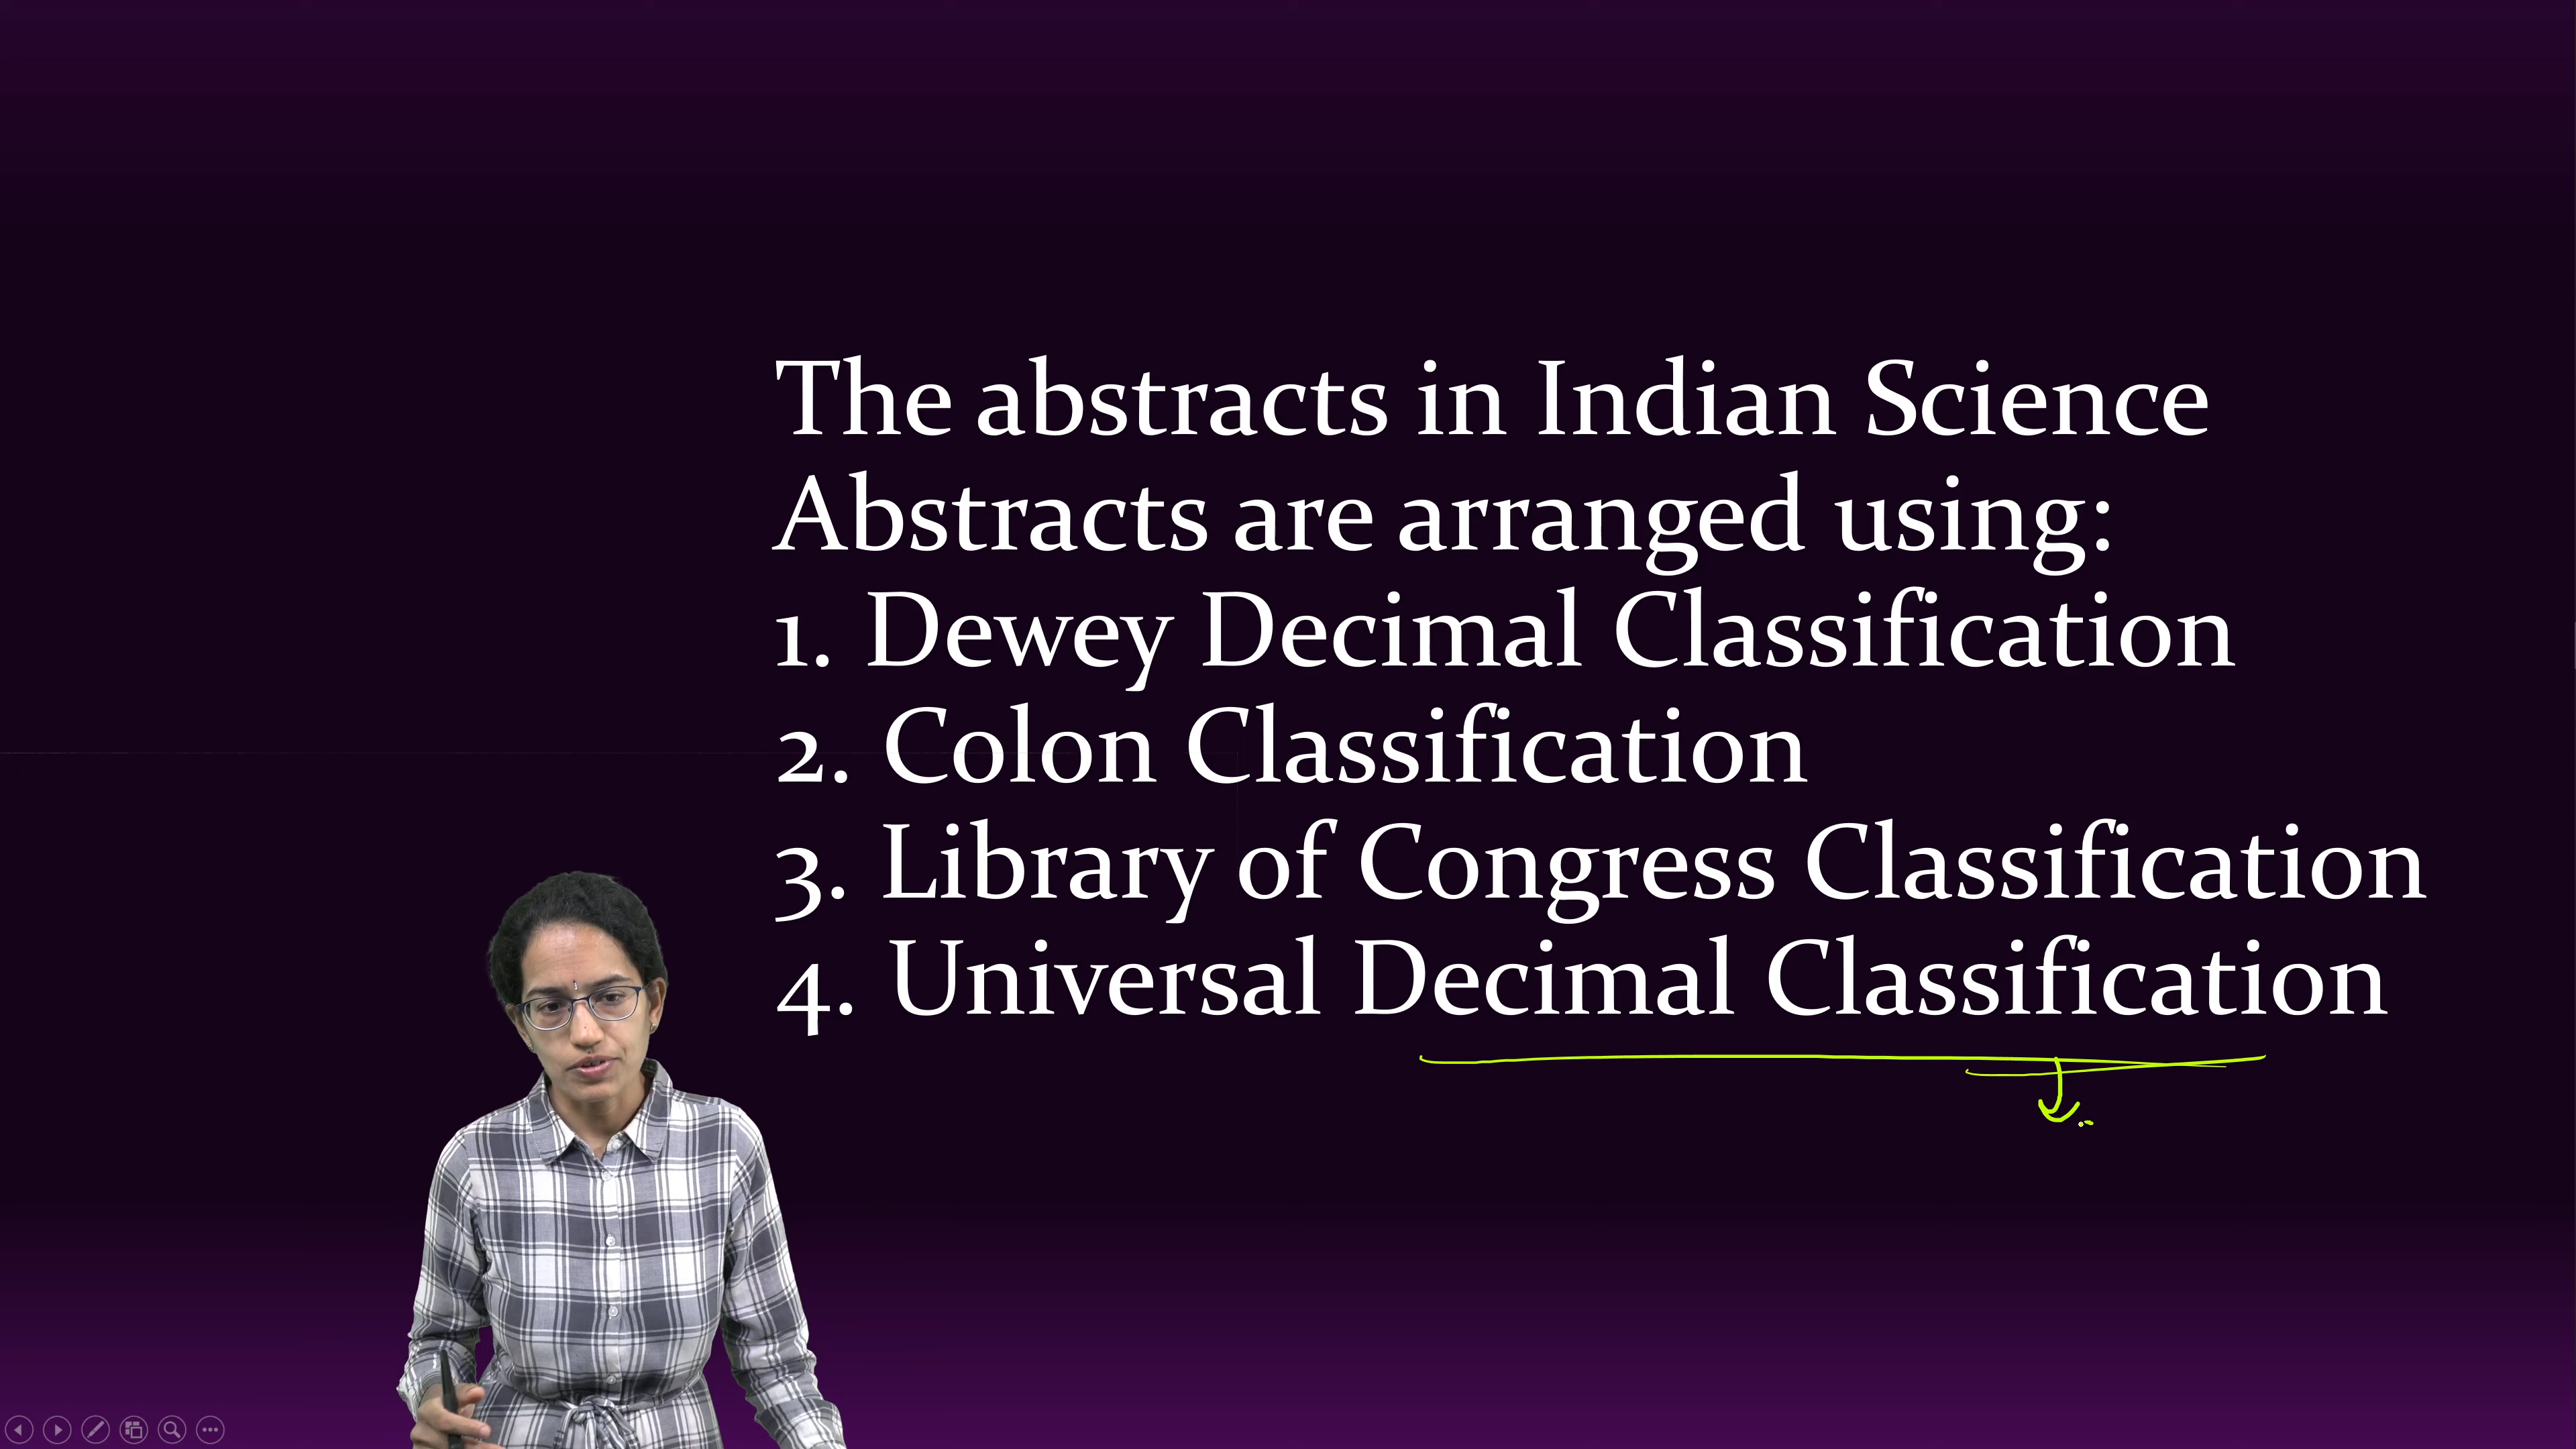 The abstracts in Indian Science
Abstracts are arranged using:
1. Dewey Decimal Classification
2. Colon Classification
3. Library of Congress Classification
4. Universal Decimal Classification